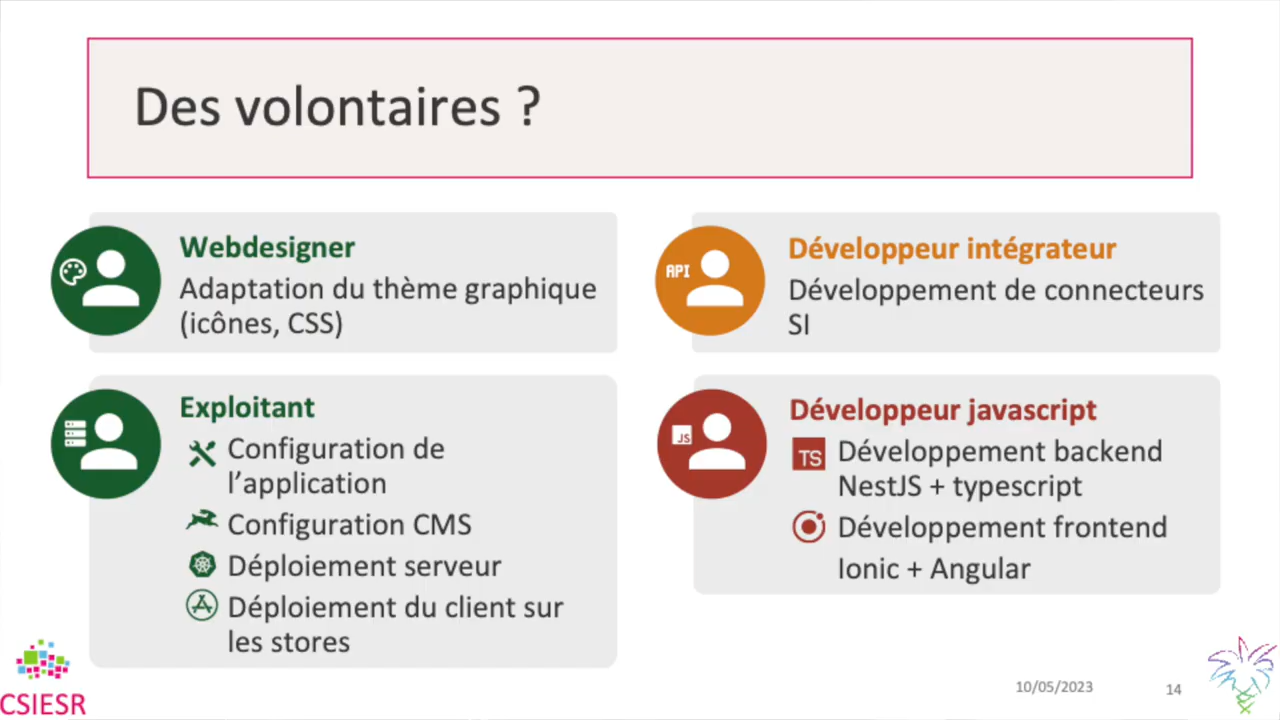 Des volontaires ?
Webdesigner
Adaptation du thème graphique
(icônes, CSS)
Exploitant
Configuration de
l’application
Configuration CMS
Déploiement serveur
Déploiement du client sur
les stores
API
Développeur intégrateur
Développement de connecteurs
SI
JS
Développeur javascript
TS
Développement backend
NestJS + typescript
Développement frontend
Ionic + Angular
CSIESR
10/05/2023
14